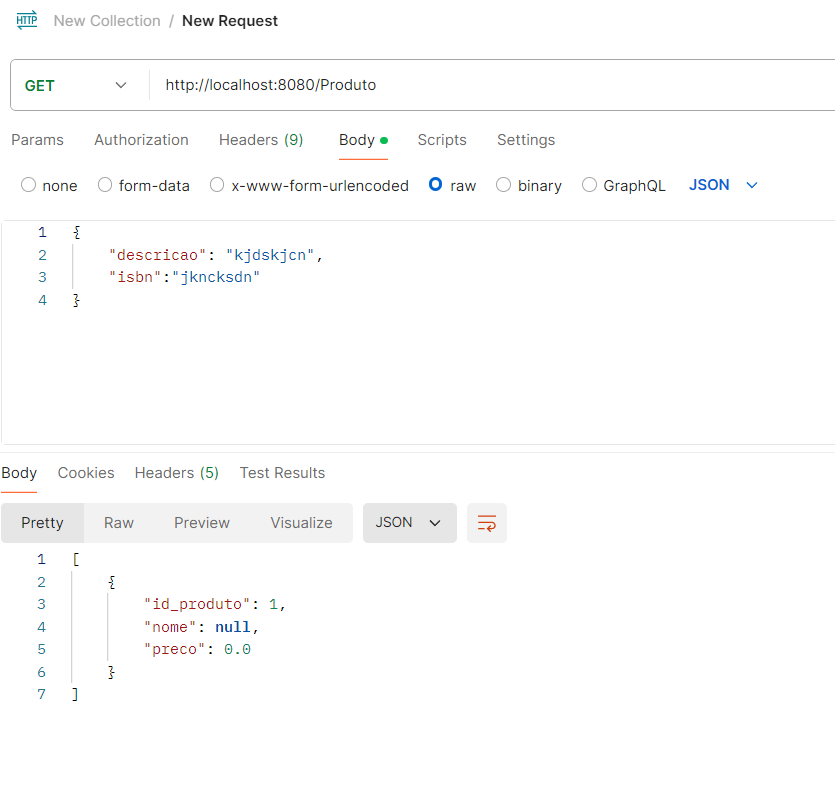 HTTP New Collection / New Request
GET http://localhost:8080/Produto
Params Authorization Headers (9) Body Scripts Settings
none form-data x-www-form-urlencoded raw binary GraphQL JSON
1 {
2 "descricao": "kjdskjcn",
3 "isbn":"jkncksdn"
4 }
Body Cookies Headers (5) Test Results
Pretty Raw Preview Visualize JSON
1 [
2 {
3 "id_produto": 1,
4 "nome": null,
5 "preco": 0.0
6 }
7 ]